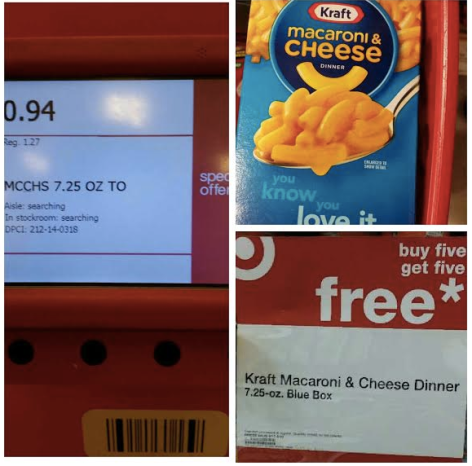 0.94
Reg. 1.27
MCCHS 7.25 OZ TO
Aisle: searching
In stockroom: searching
DPCI: 212-14-0318
Kraft
macaroni &
CHEESE
DINNER
you
know you
love it
buy five
get five
free*
Kraft Macaroni & Cheese Dinner
7.25-oz. Blue Box